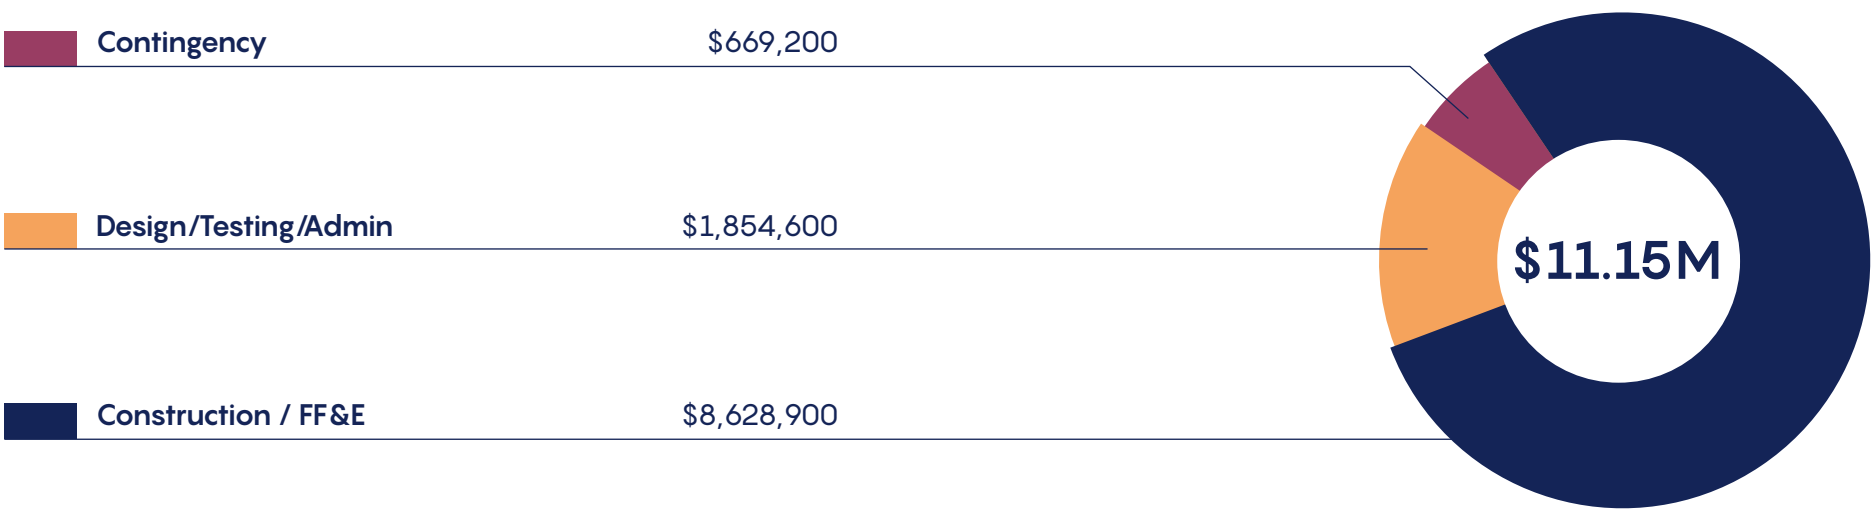 Contingency $669,200
Design/Testing/Admin $1,854,600
$11.15M
Construction / FF&E $8,628,900